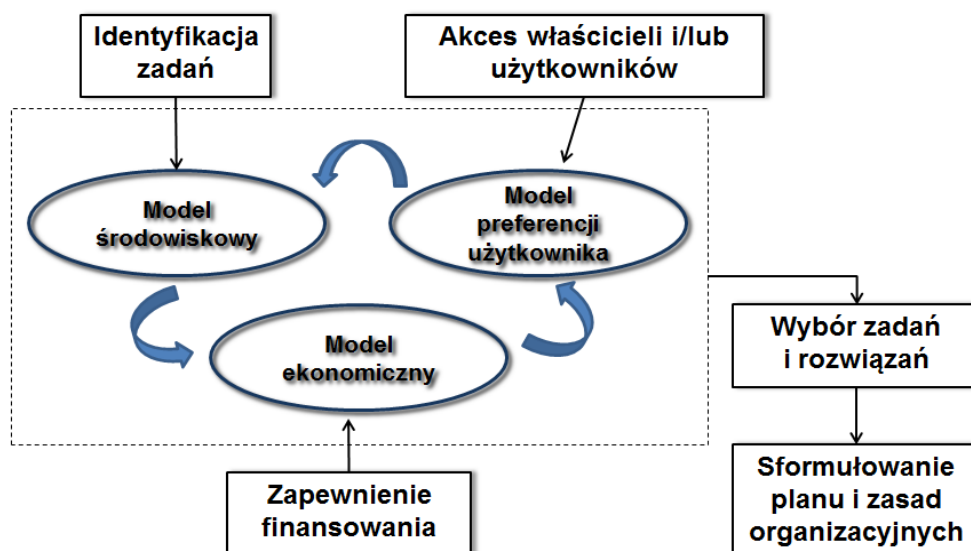 Identyfikacja
zadań
Akces właścicieli i/lub
użytkowników
Model
środowiskowy
Model
preferencji
użytkownika
Model
ekonomiczny
Wybór zadań
i rozwiązań
Zapewnienie
finansowania
Sformułowanie
planu i zasad
organizacyjnych